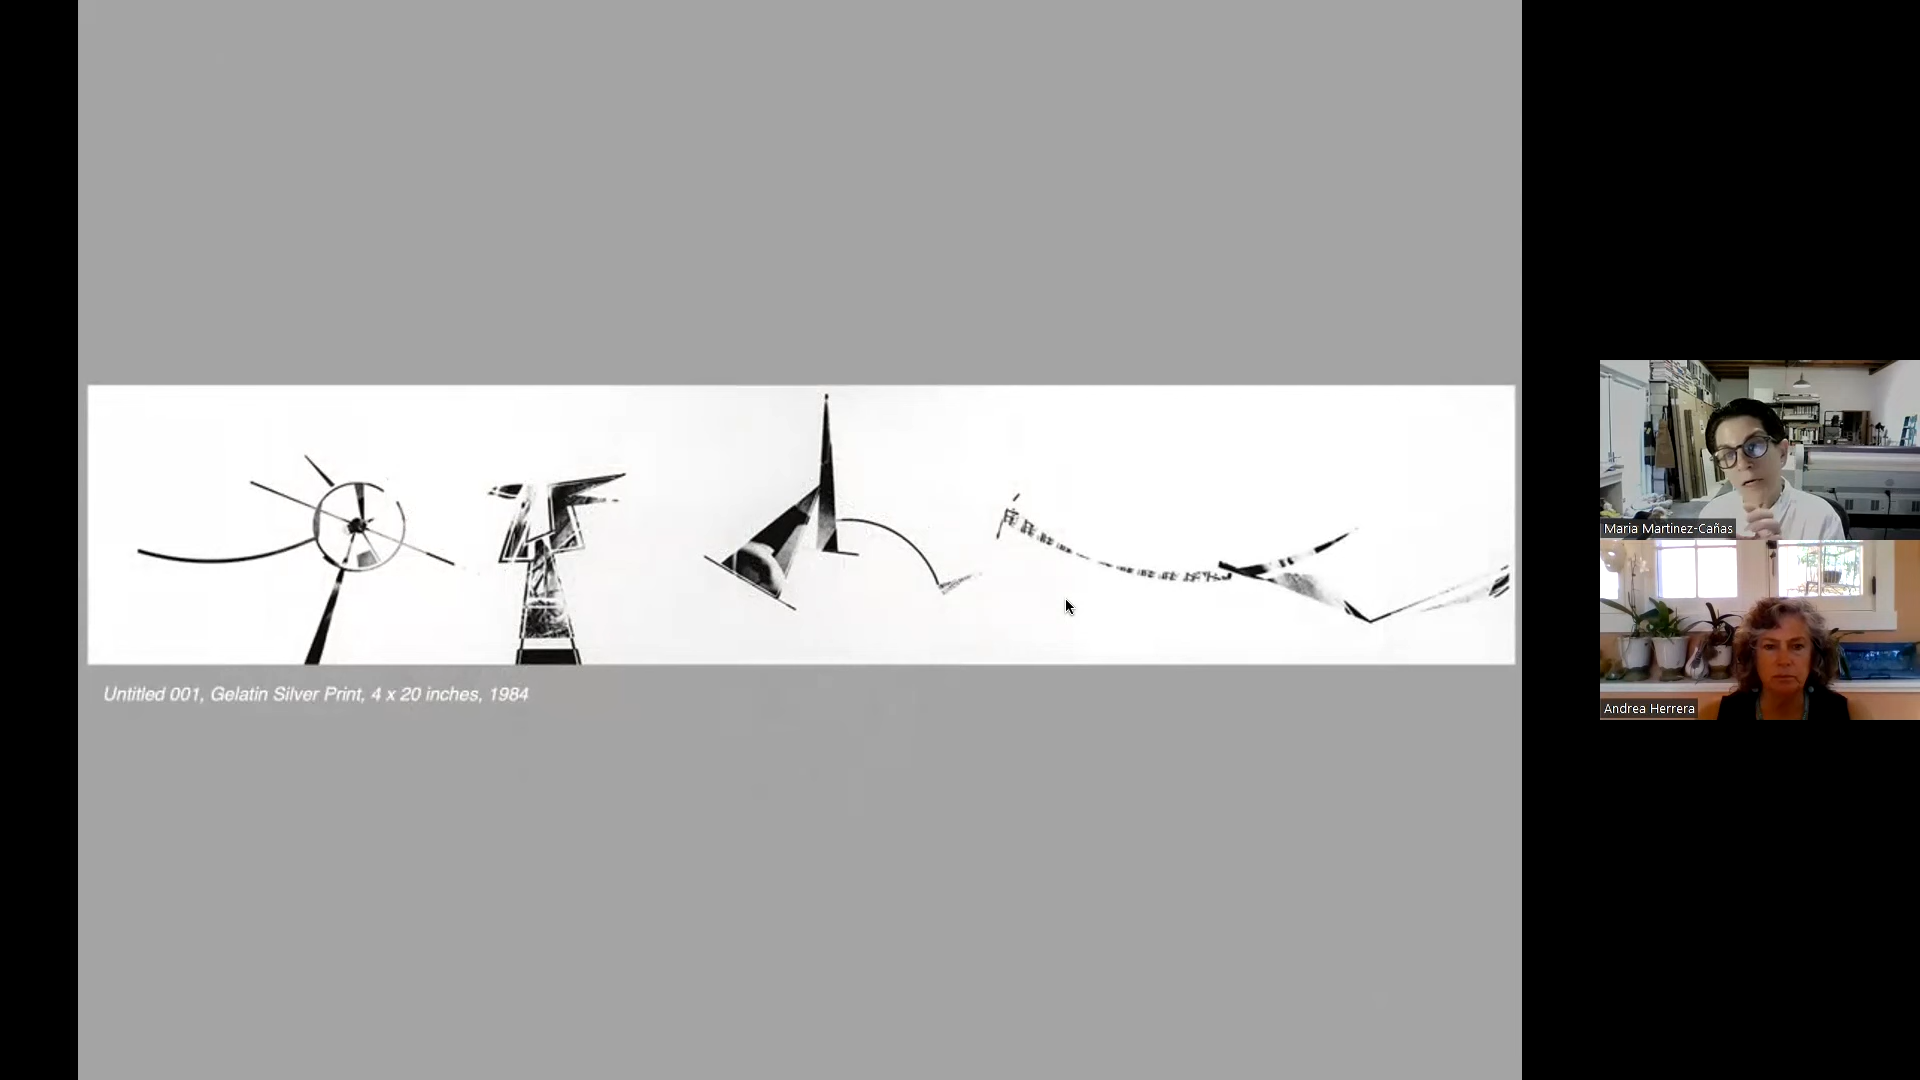 Untitled 001, Gelatin Silver Print, 4 x 20 inches, 1984
Maria Martinez-Cañas
Andrea Herrera